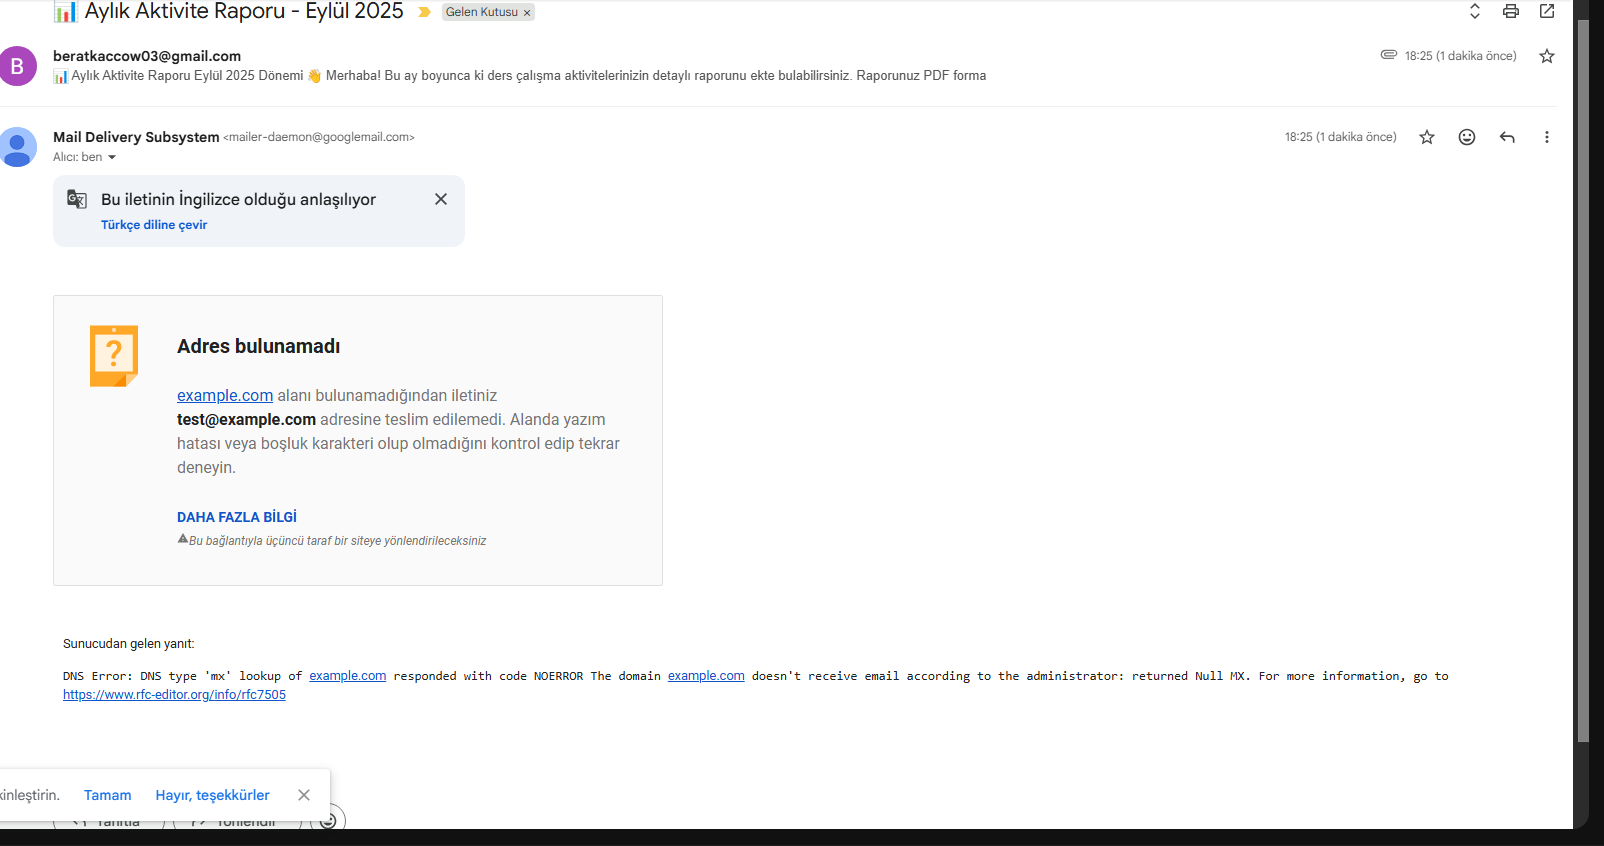 Aylık Aktivite Raporu - Eylül 2025 Gelen Kutusu ×
B
beratkaccow03@gmail.com 18:25 (1 dakika önce)
Aylık Aktivite Raporu Eylül 2025 Dönemi 👋 Merhaba! Bu ay boyunca ki ders çalışma aktivitelerinizin detaylı raporunu ekte bulabilirsiniz. Raporunuz PDF forma
Mail Delivery Subsystem <mailer-daemon@googlemail.com> 18:25 (1 dakika önce)
Alıcı: ben
Bu iletinin İngilizce olduğu anlaşılıyor
Türkçe diline çevir
Adres bulunamadı
example.com alanı bulunamadığından iletiniz
test@example.com adresine teslim edilemedi. Alanda yazım
hatası veya boşluk karakteri olup olmadığını kontrol edip tekrar
deneyin.
DAHA FAZLA BİLGİ
Bu bağlantıyla üçüncü taraf bir siteye yönlendirileceksiniz
Sunucudan gelen yanıt:
DNS Error: DNS type 'mx' lookup of example.com responded with code NOERROR The domain example.com doesn't receive email according to the administrator: returned Null MX. For more information, go to
https://www.rfc-editor.org/info/rfc7505
kinleştirin. Tamam Hayır, teşekkürler